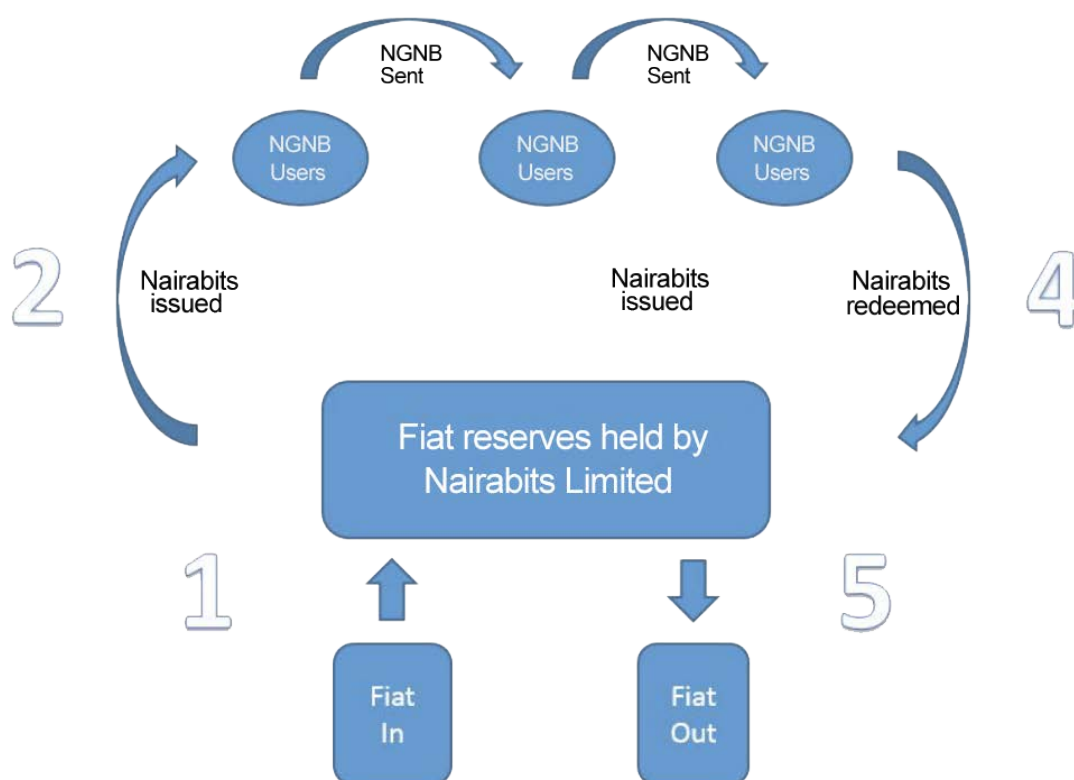 NGNB
Sent
NGNB
Sent
NGNB
Users
NGNB
Users
NGNB
Users
2
Nairabits
issued
Nairabits
issued
Nairabits
redeemed
4
Fiat reserves held by
Nairabits Limited
1
5
Fiat
In
Fiat
Out